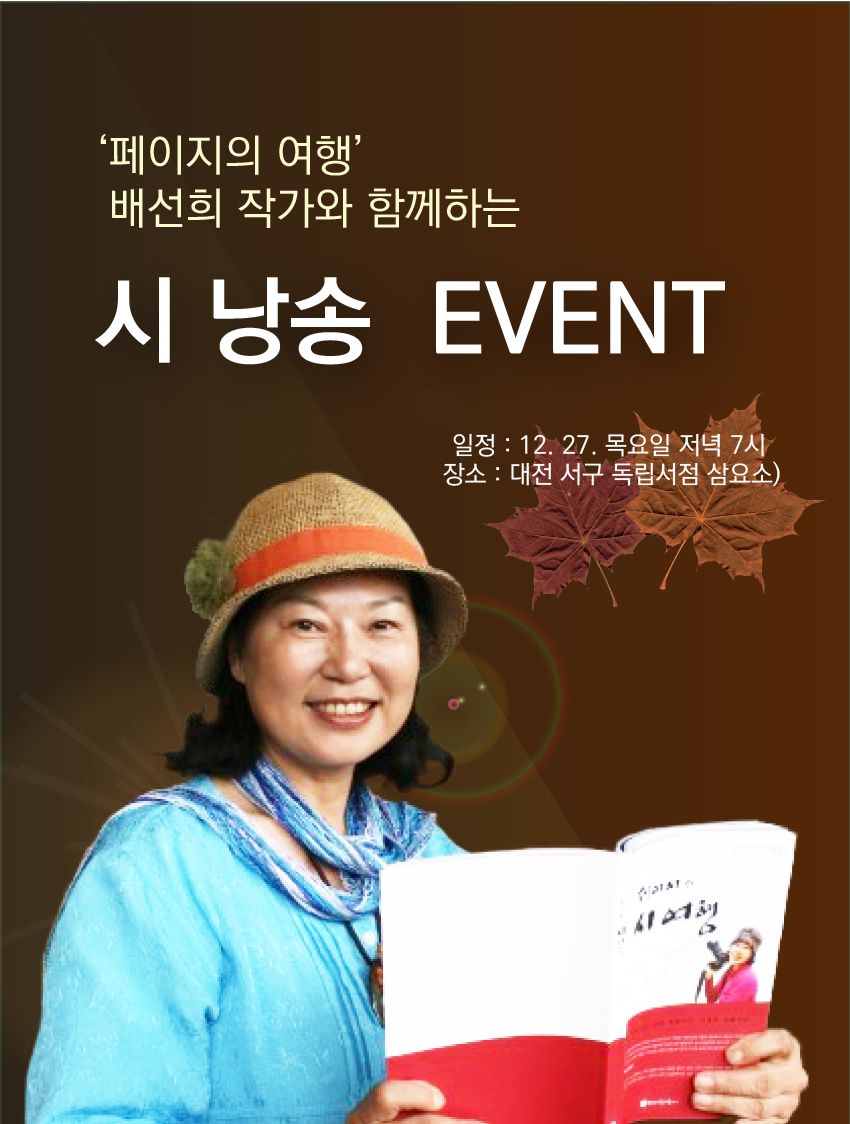 ‘페이지의 여행’
배선희 작가와 함께하는
시 낭송 EVENT
일정 : 12. 27. 목요일 저녁 7시
장소 : 대전 서구 독립서점 삼요소)
시 여행